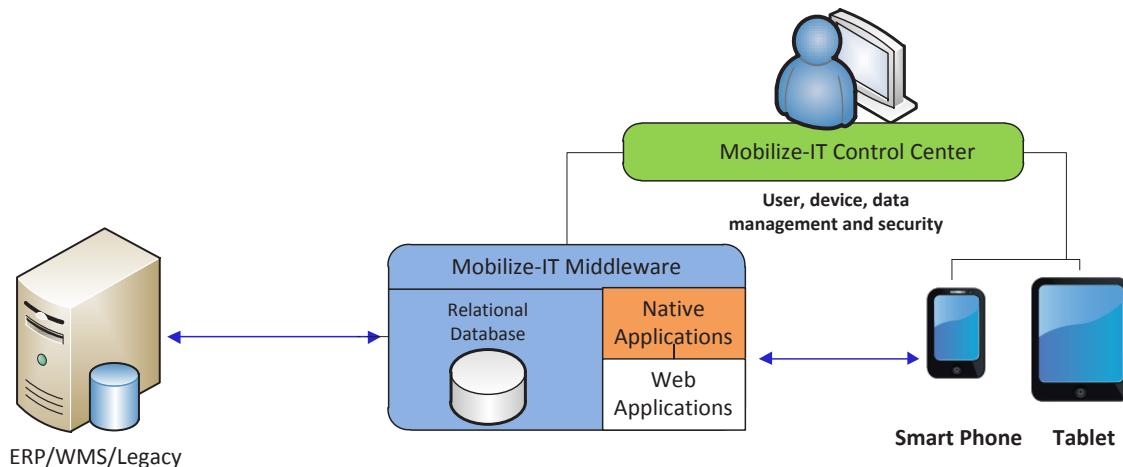 Mobilize-IT Control Center
User, device, data
management and security
Mobilize-IT Middleware
Relational
Database
Native
Applications
Web
Applications
ERP/WMS/Legacy
Smart Phone
Tablet